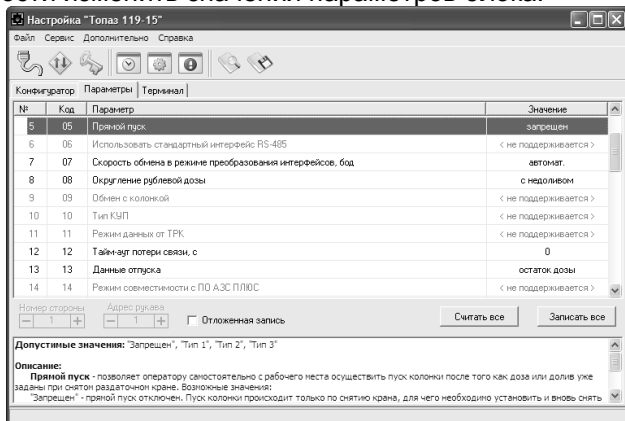 сти изменить значения параметров блока.
Настройка "Топаз 119-15"
Файл Сервис Дополнительно Справка
Конфигуратор Параметры Терминал
№ Код Параметр Значение
5 05 Прямой пуск запрещен
6 06 Использовать стандартный интерфейс RS-485 < не поддерживается >
7 07 Скорость обмена в режиме преобразования интерфейсов, бод автомат.
8 08 Округление рублевой дозы с недоливом
9 09 Обмен с колонкой < не поддерживается >
10 10 Тип КУП < не поддерживается >
11 11 Режим данных от ТРК < не поддерживается >
12 12 Тайм-аут потери связи, с 0
13 13 Данные отпуска остаток дозы
14 14 Режим совместимости с ПО АЗС ПЛЮС < не поддерживается >
Номер стороны Адрес рукава
1 1 Отложенная запись Считать все Записать все
Допустимые значения: "Запрещен", "Тип 1", "Тип 2", "Тип 3"
Описание:
Прямой пуск - позволяет оператору самостоятельно с рабочего места осуществить пуск колонки после того как доза или долив уже
заданы при снятом раздаточном кране. Возможные значения:
"Запрещен" - прямой пуск отключен. Пуск колонки происходит только по снятию крана, для чего необходимо установить и вновь снять